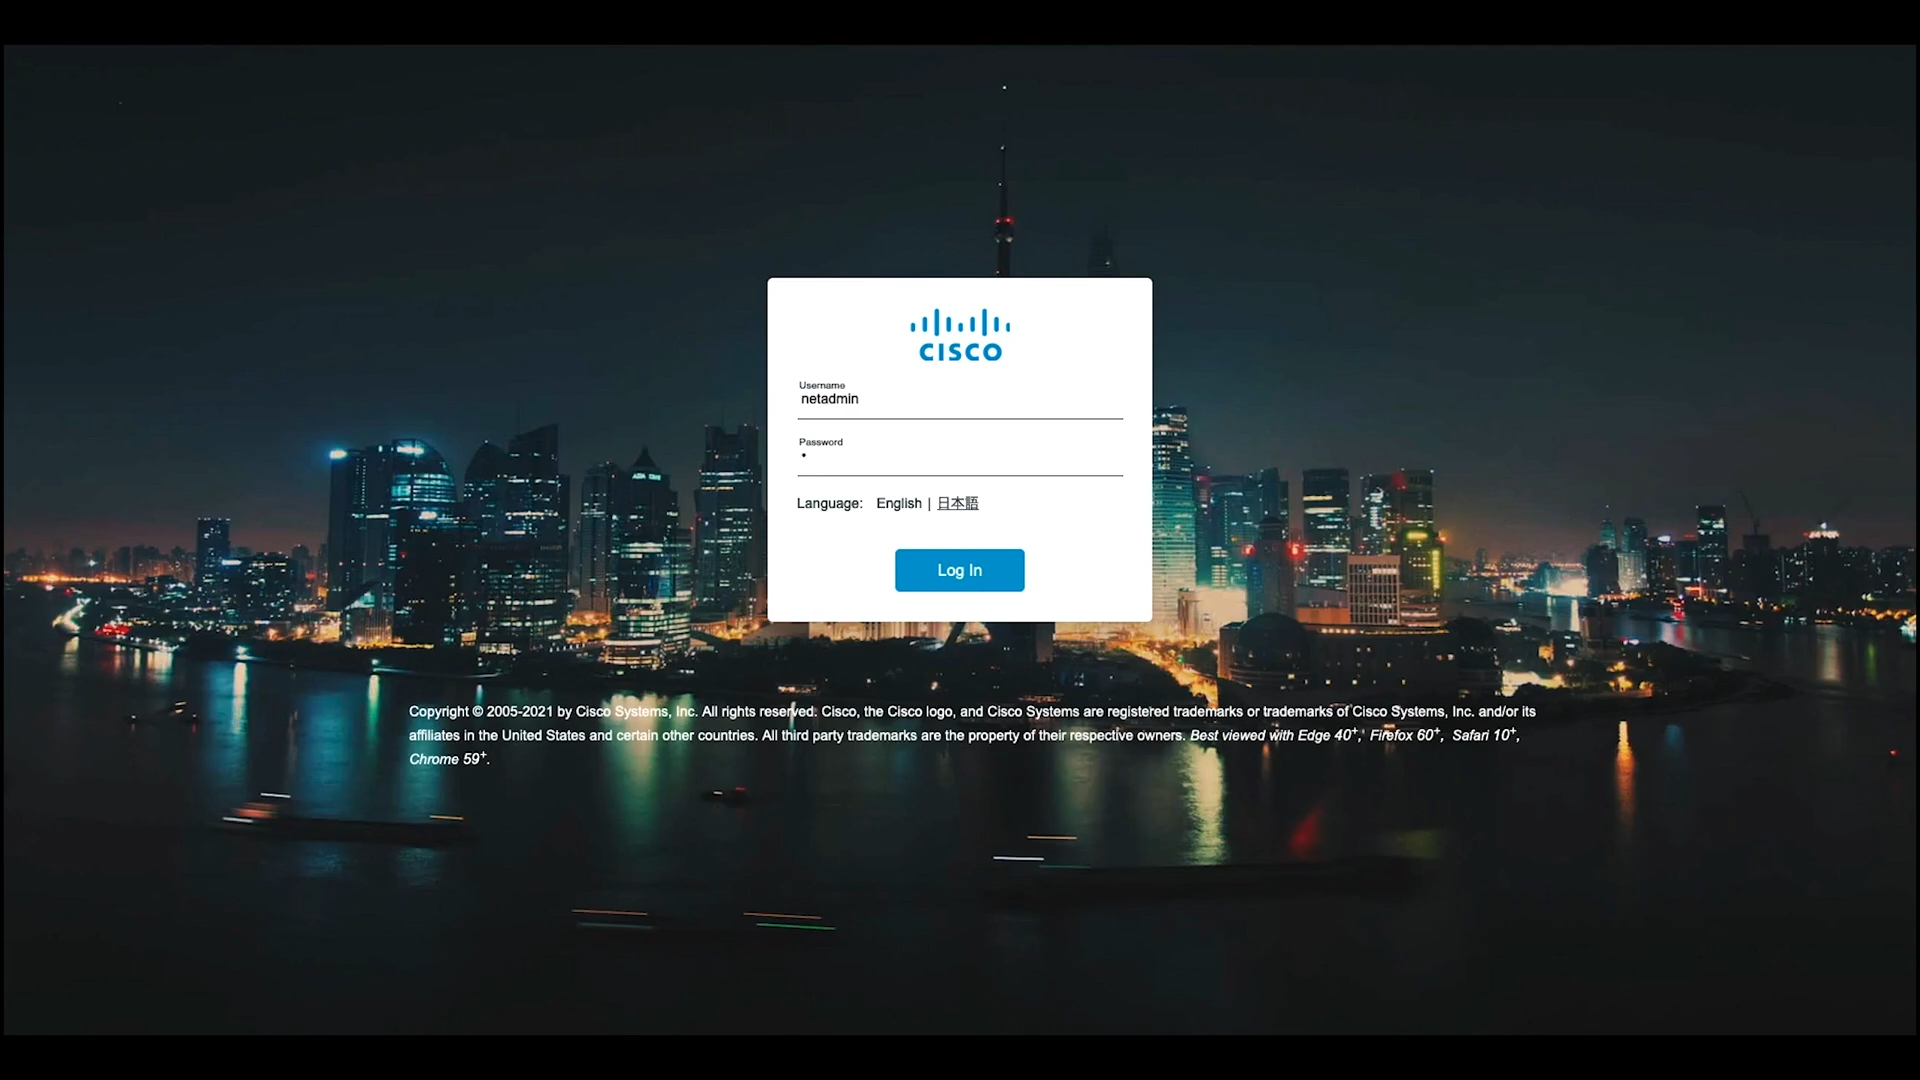 CISCO
Username
netadmin
Password
•
Language: English | 日本語
Log In
Copyright © 2005-2021 by Cisco Systems, Inc. All rights reserved. Cisco, the Cisco logo, and Cisco Systems are registered trademarks or trademarks of Cisco Systems, Inc. and/or its
affiliates in the United States and certain other countries. All third party trademarks are the property of their respective owners. Best viewed with Edge 40+, Firefox 60+, Safari 10+,
Chrome 59+.